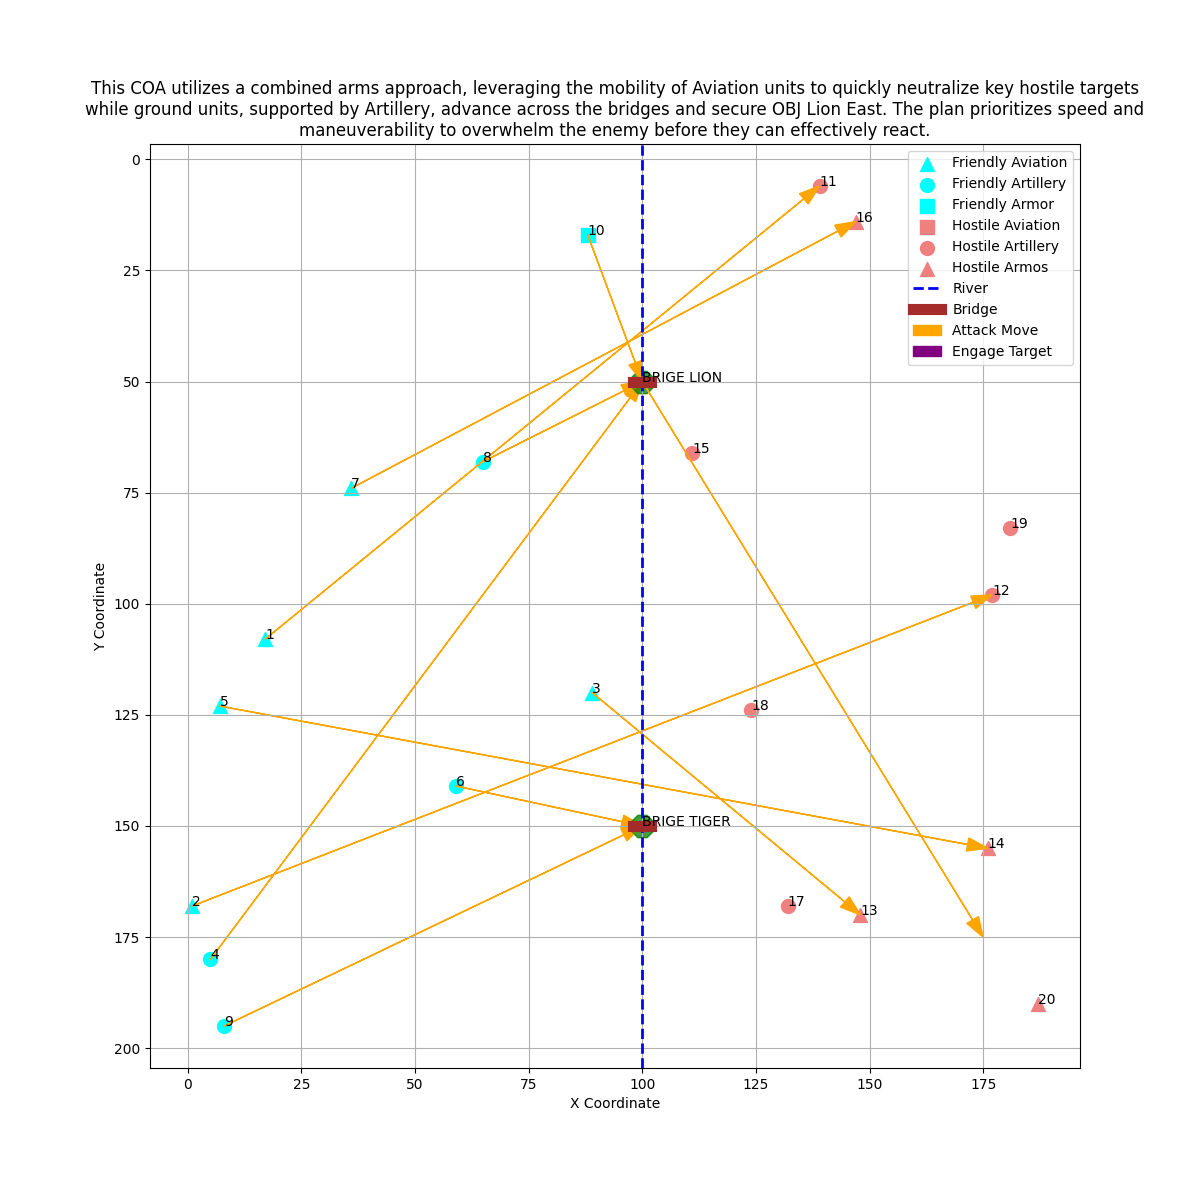 This COA utilizes a combined arms approach, leveraging the mobility of Aviation units to quickly neutralize key hostile targets
while ground units, supported by Artillery, advance across the bridges and secure OBJ Lion East. The plan prioritizes speed and
maneuverability to overwhelm the enemy before they can effectively react.
Friendly Aviation
Friendly Artillery
Friendly Armor
Hostile Aviation
Hostile Artillery
Hostile Armos
River
Bridge
Attack Move
Engage Target
0
25
50
75
100
125
150
175
200
Y Coordinate
11
16
10
BRIGE LION
15
8
7
19
12
1
3
5
18
6
BRIGE TIGER
14
2
17
13
4
20
9
0
25
50
75
100
125
150
175
X Coordinate